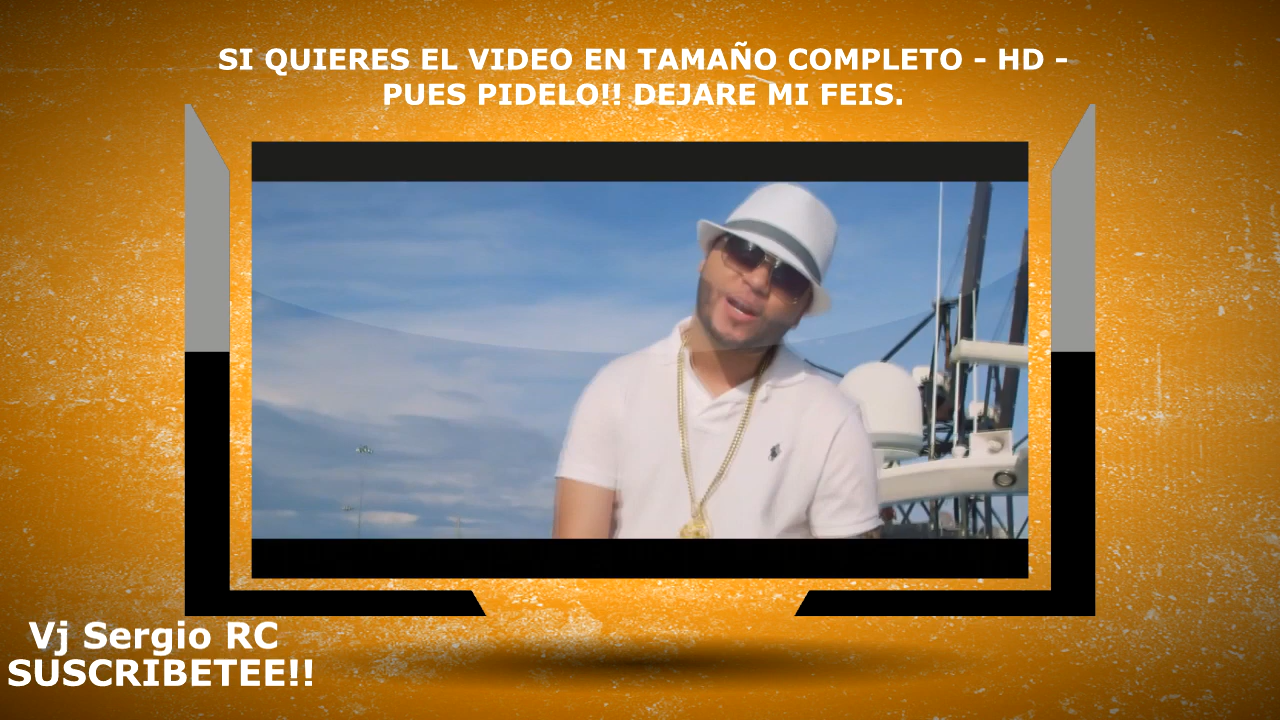 SI QUIERES EL VIDEO EN TAMAÑO COMPLETO - HD -
PUES PIDELO!! DEJARE MI FEIS.
Vj Sergio RC
SUSCRIBETEE!!